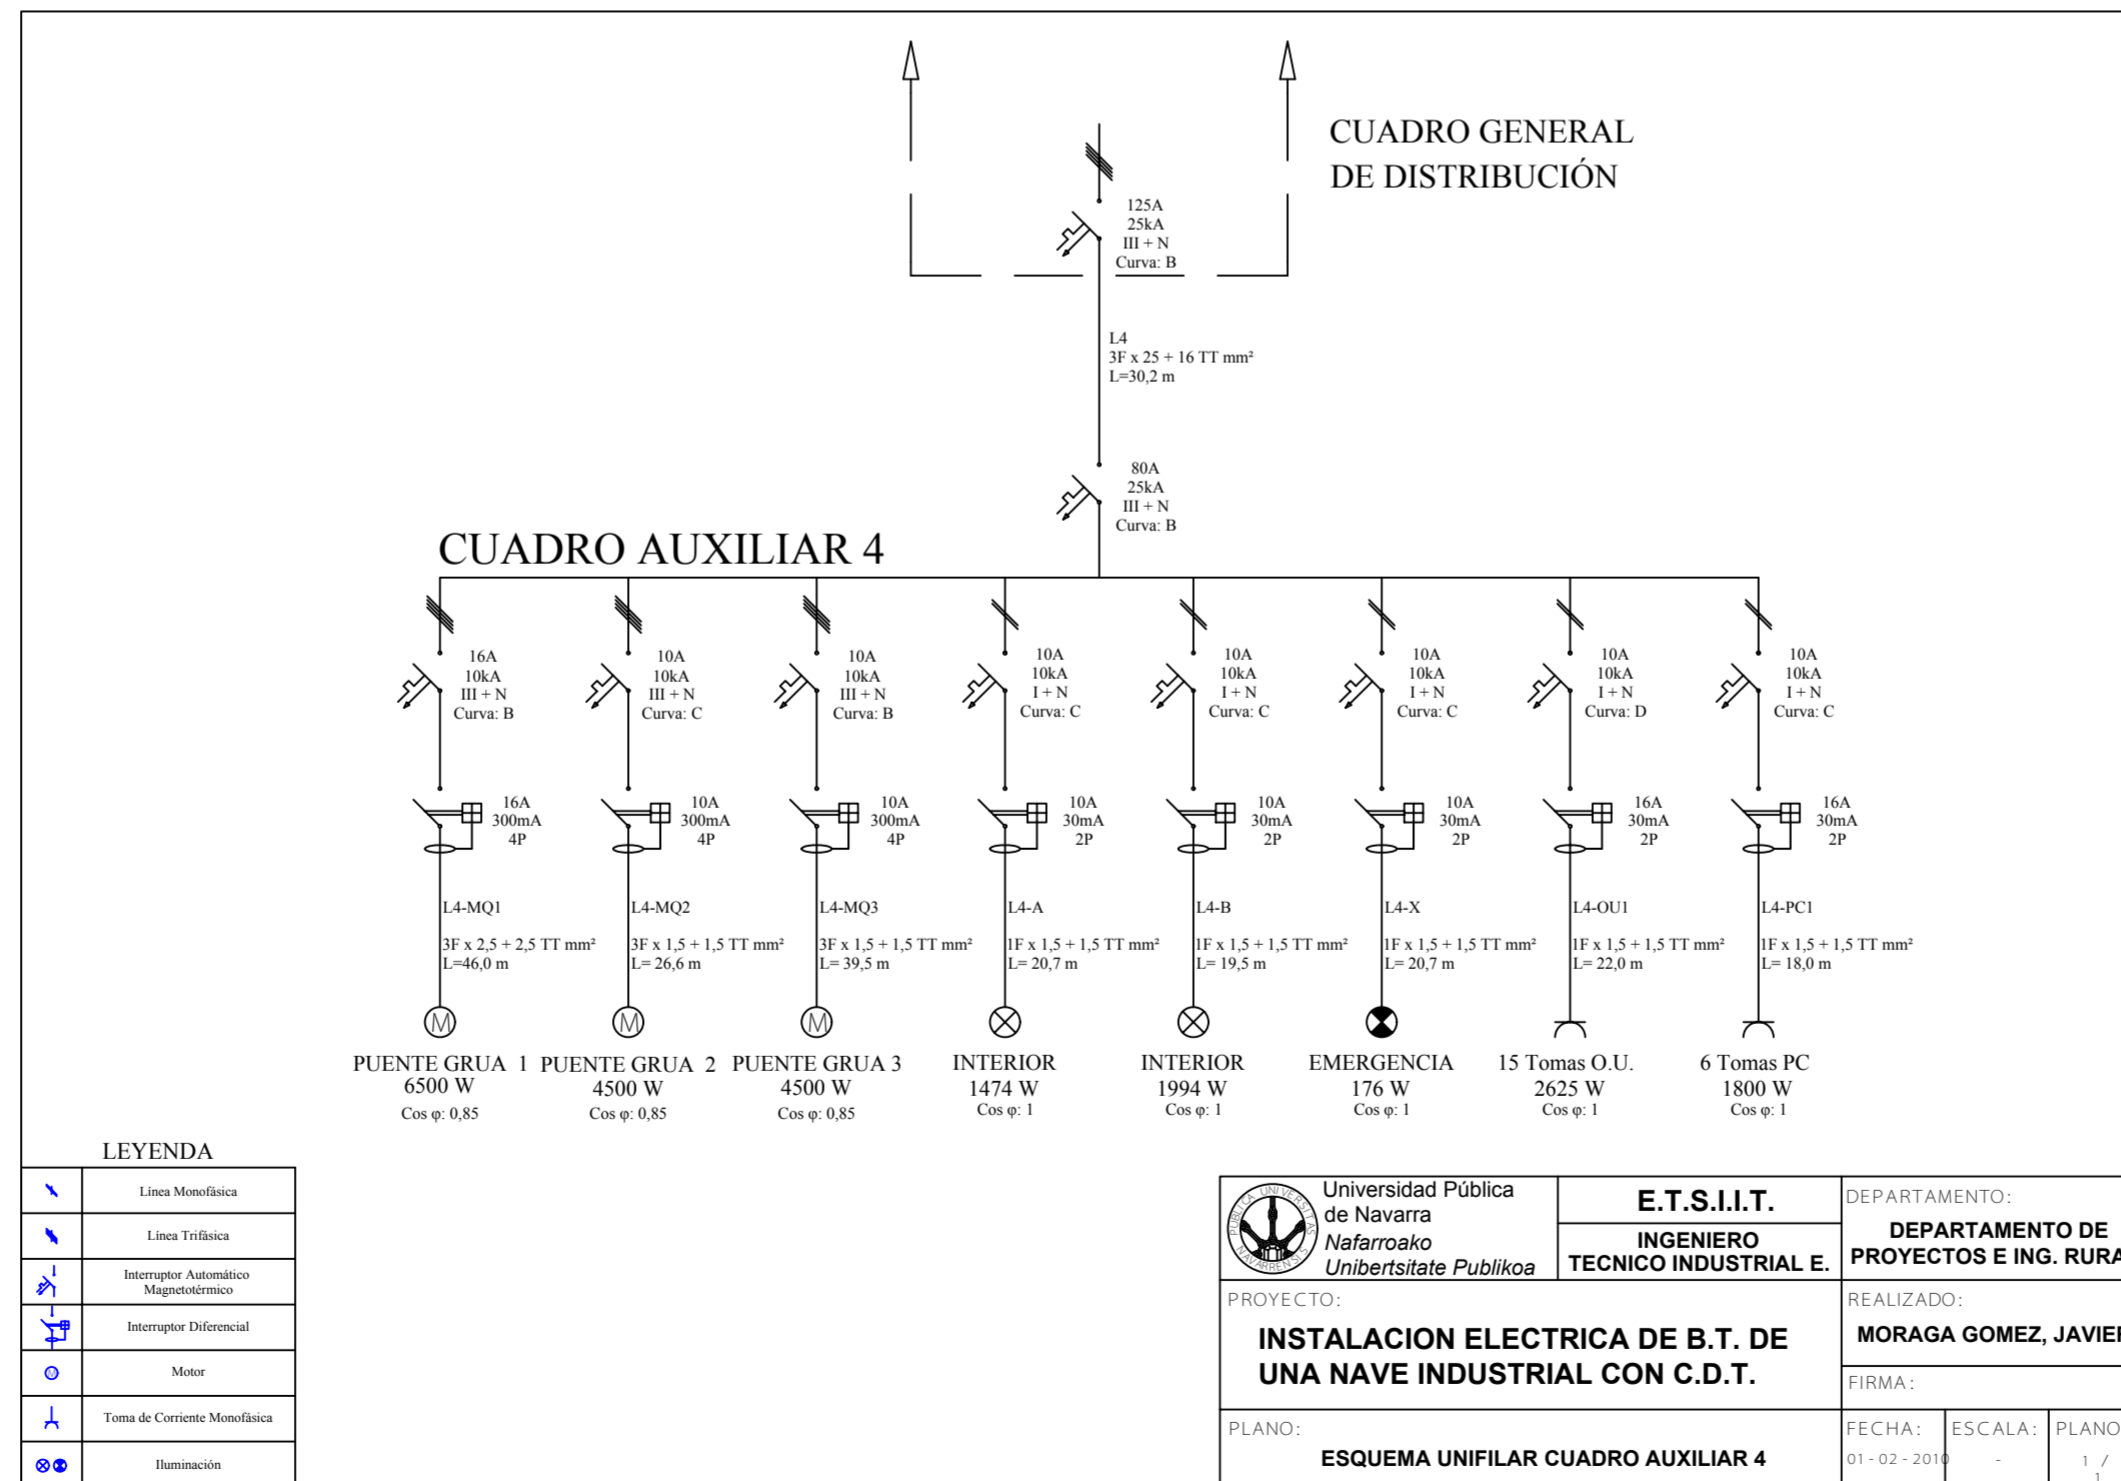 CUADRO GENERAL
DE DISTRIBUCIÓN
125A
25kA
III + N
Curva: B
L4
3F x 25 + 16 TT mm²
L=30,2 m
80A
25kA
III + N
Curva: B
CUADRO AUXILIAR 4
16A
10kA
III + N
Curva: B
10A
10kA
III + N
Curva: C
10A
10kA
III + N
Curva: B
10A
10kA
I + N
Curva: C
10A
10kA
I + N
Curva: C
10A
10kA
I + N
Curva: C
10A
10kA
I + N
Curva: D
10A
10kA
I + N
Curva: C
16A
300mA
4P
10A
300mA
4P
10A
300mA
4P
10A
30mA
2P
10A
30mA
2P
10A
30mA
2P
16A
30mA
2P
16A
30mA
2P
L4-MQ1
3F x 2,5 + 2,5 TT mm²
L=46,0 m
L4-MQ2
3F x 1,5 + 1,5 TT mm²
L= 26,6 m
L4-MQ3
3F x 1,5 + 1,5 TT mm²
L= 39,5 m
L4-A
1F x 1,5 + 1,5 TT mm²
L= 20,7 m
L4-B
1F x 1,5 + 1,5 TT mm²
L= 19,5 m
L4-X
1F x 1,5 + 1,5 TT mm²
L= 20,7 m
L4-OU1
1F x 1,5 + 1,5 TT mm²
L= 22,0 m
L4-PC1
1F x 1,5 + 1,5 TT mm²
L= 18,0 m
M
M
M
PUENTE GRUA 1
6500 W
Cos φ: 0,85
PUENTE GRUA 2
4500 W
Cos φ: 0,85
PUENTE GRUA 3
4500 W
Cos φ: 0,85
INTERIOR
1474 W
Cos φ: 1
INTERIOR
1994 W
Cos φ: 1
EMERGENCIA
176 W
Cos φ: 1
15 Tomas O.U.
2625 W
Cos φ: 1
6 Tomas PC
1800 W
Cos φ: 1
LEYENDA
Linea Monofásica
Línea Trifásica
Interruptor Automático
Magnetotérmico
Interruptor Diferencial
M
Motor
Toma de Corriente Monofásica
Iluminación
PUBLICA UNIVERSITAS NAVARRENSIS
Universidad Pública
de Navarra
Nafarroako
Unibertsitate Publikoa
E.T.S.I.I.T.
INGENIERO
TECNICO INDUSTRIAL E.
DEPARTAMENTO:
DEPARTAMENTO DE
PROYECTOS E ING. RURA
PROYECTO:
INSTALACION ELECTRICA DE B.T. DE
UNA NAVE INDUSTRIAL CON C.D.T.
REALIZADO:
MORAGA GOMEZ, JAVIER
FIRMA:
PLANO:
ESQUEMA UNIFILAR CUADRO AUXILIAR 4
FECHA:
01 - 02 - 2010
ESCALA:
-
PLANO
1 /
1